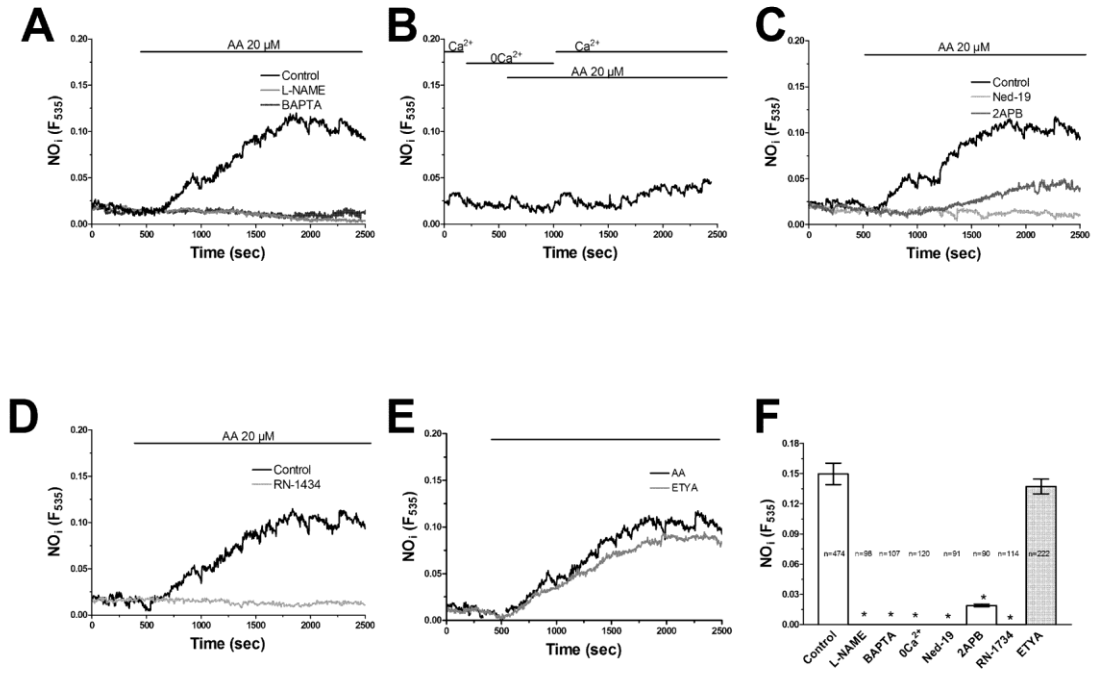 A
AA 20 µM
Control
L-NAME
BAPTA
NOi (F535)
0.20
0.15
0.10
0.05
0.00
0 500 1000 1500 2000 2500
Time (sec)
B
Ca2+ Ca2+
0Ca2+
AA 20 µM
NOi (F535)
0.20
0.15
0.10
0.05
0.00
0 500 1000 1500 2000 2500
Time (sec)
C
AA 20 µM
Control
Ned-19
2APB
NOi (F535)
0.20
0.15
0.10
0.05
0.00
0 500 1000 1500 2000 2500
Time (sec)
D
AA 20 µM
Control
RN-1434
NOi (F535)
0.20
0.15
0.10
0.05
0.00
0 500 1000 1500 2000 2500
Time (sec)
E
AA
ETYA
NOi (F535)
0.20
0.15
0.10
0.05
0.00
0 500 1000 1500 2000 2500
Time (sec)
F
NOi (F535)
0.18
0.15
0.12
0.09
0.06
0.03
0.00
n=474 n=98 n=107 n=120 n=91 n=90 n=114 n=222
* * * * * *
Control L-NAME BAPTA 0Ca2+ Ned-19 2APB RN-1734 ETYA